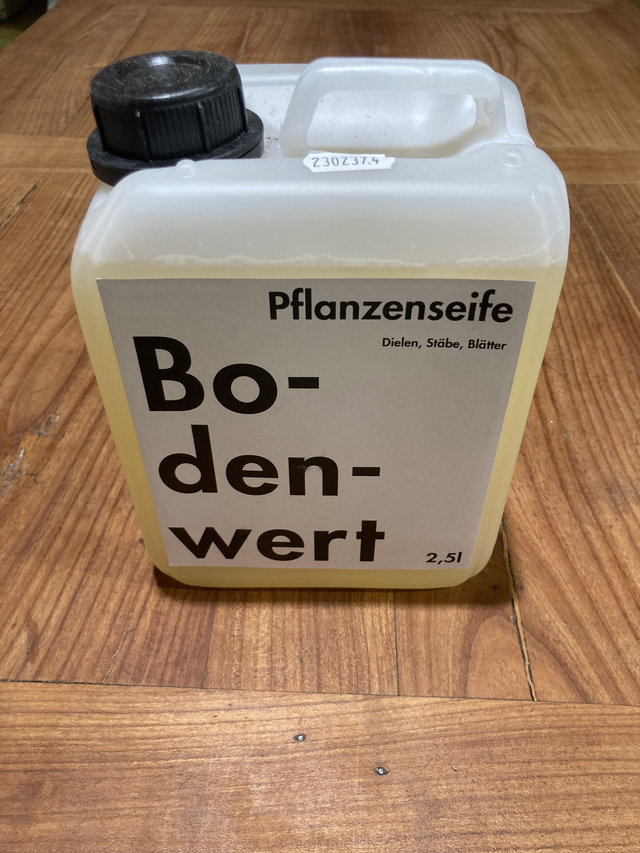 230237.4
Pflanzenseife
Dielen, Stäbe, Blätter
Bo-
den-
wert
2,5l